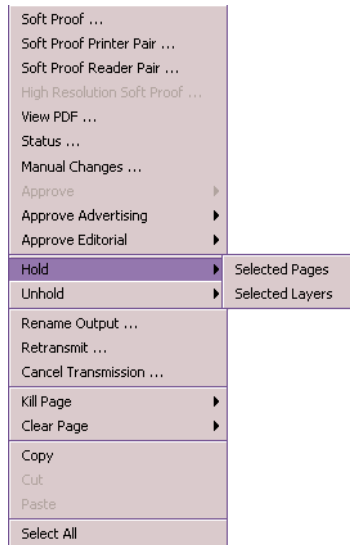 Soft Proof ...
Soft Proof Printer Pair ...
Soft Proof Reader Pair ...
High Resolution Soft Proof ...
View PDF ...
Status ...
Manual Changes ...
Approve
Approve Advertising
Approve Editorial
Hold
Selected Pages
Unhold
Selected Layers
Rename Output ...
Retransmit ...
Cancel Transmission ...
Kill Page
Clear Page
Copy
Cut
Paste
Select All